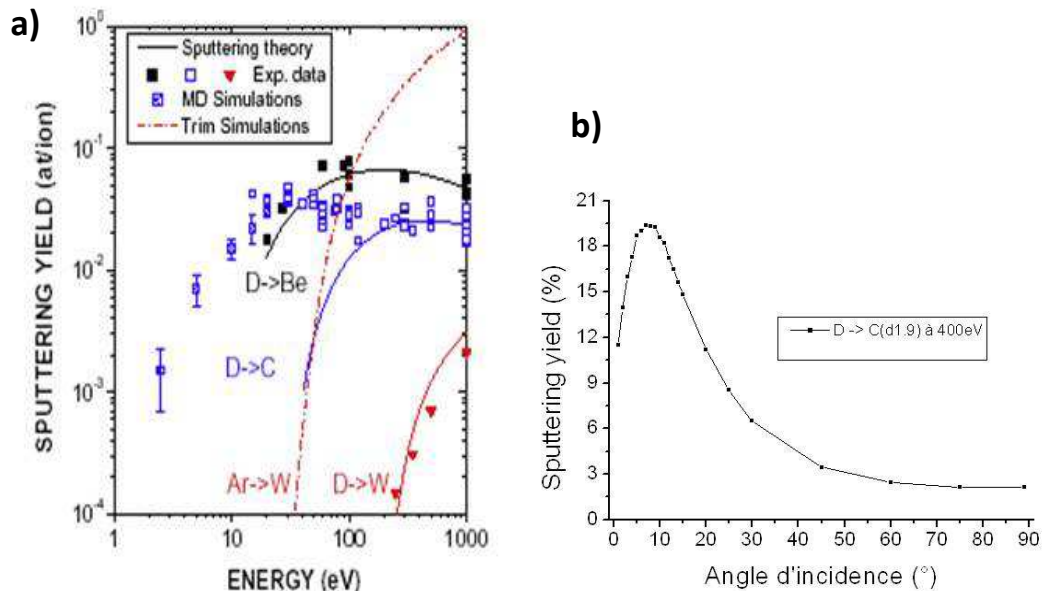 a)
10⁰
Sputtering theory
Exp. data
MD Simulations
Trim Simulations
10⁻¹
10⁻²
10⁻³
10⁻⁴
SPUTTERING YIELD (at/ion)
D->Be
D->C
Ar->W
D->W
1
10
100
1000
ENERGY (eV)
b)
21
18
15
12
9
6
3
0
Sputtering yield (%)
D -> C(d1.9) à 400eV
0 10 20 30 40 50 60 70 80 90
Angle d'incidence (°)